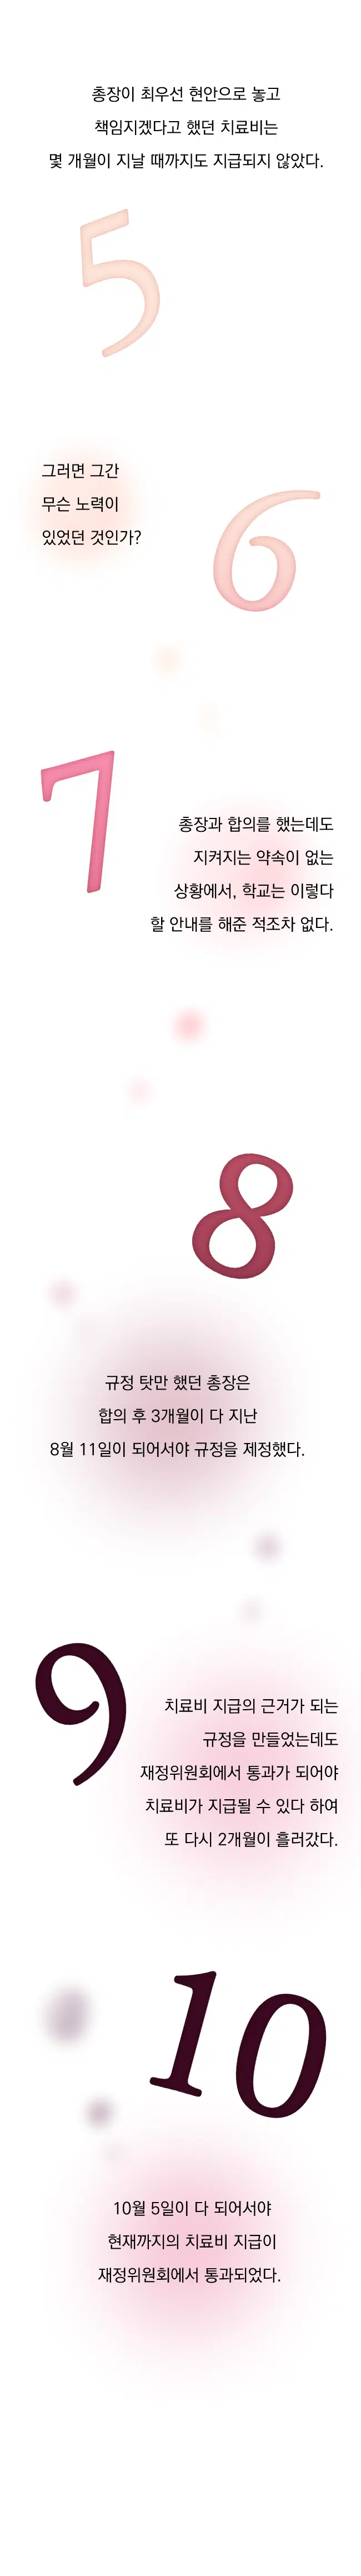 총장이 최우선 현안으로 놓고
책임지겠다고 했던 치료비는
몇 개월이 지날 때까지도 지급되지 않았다.
5
그러면 그간
무슨 노력이
있었던 것인가?
6
7
총장과 합의를 했는데도
지켜지는 약속이 없는
상황에서, 학교는 이렇다
할 안내를 해준 적조차 없다.
8
규정 탓만 했던 총장은
합의 후 3개월이 다 지난
8월 11일이 되어서야 규정을 제정했다.
9
치료비 지급의 근거가 되는
규정을 만들었는데도
재정위원회에서 통과가 되어야
치료비가 지급될 수 있다 하여
또 다시 2개월이 흘러갔다.
10
10월 5일이 다 되어서야
현재까지의 치료비 지급이
재정위원회에서 통과되었다.